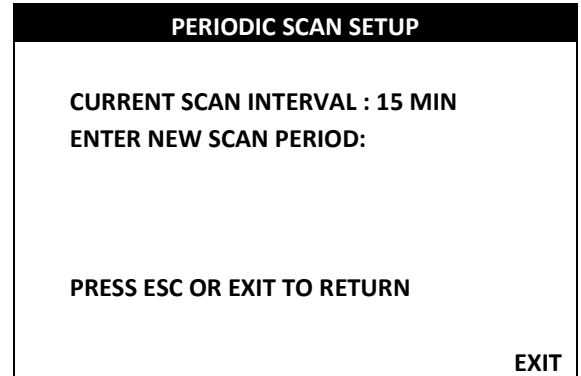 PERIODIC SCAN SETUP
CURRENT SCAN INTERVAL : 15 MIN
ENTER NEW SCAN PERIOD:
PRESS ESC OR EXIT TO RETURN
EXIT